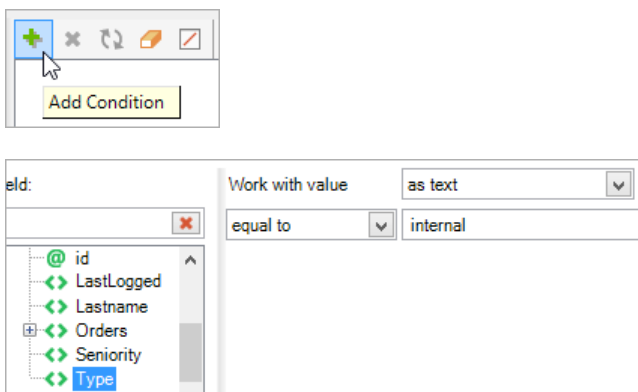 Add Condition
eld: Work with value as text
equal to internal
@ id
LastLogged
Lastname
Orders
Seniority
Type